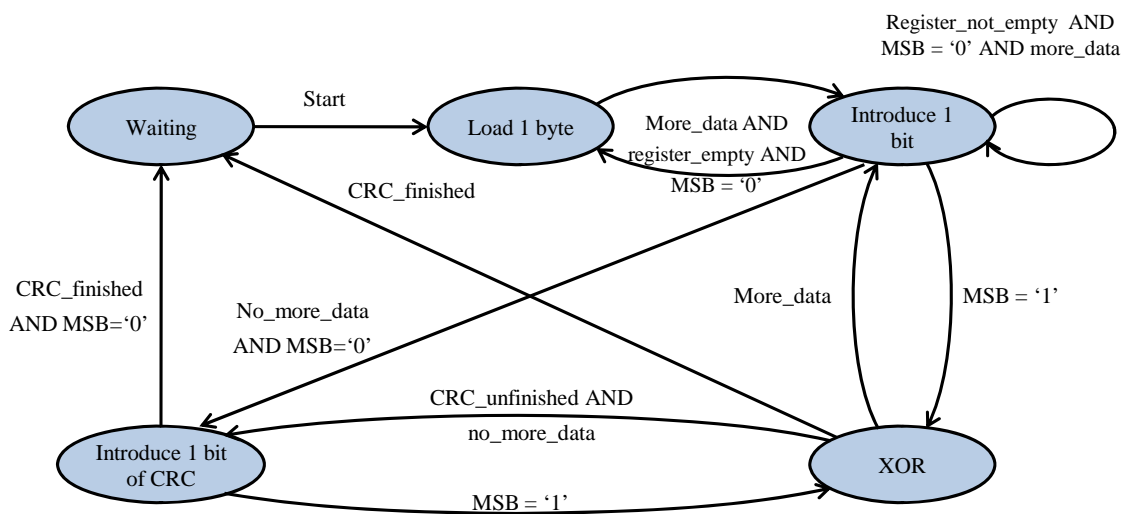 Register_not_empty AND
MSB = ‘0’ AND more_data
Start
Waiting
Load 1 byte
Introduce 1
bit
More_data AND
register_empty AND
MSB = ‘0’
CRC_finished
CRC_finished
AND MSB=‘0’
No_more_data
AND MSB=‘0’
More_data
MSB = ‘1’
CRC_unfinished AND
no_more_data
Introduce 1 bit
of CRC
XOR
MSB = ‘1’